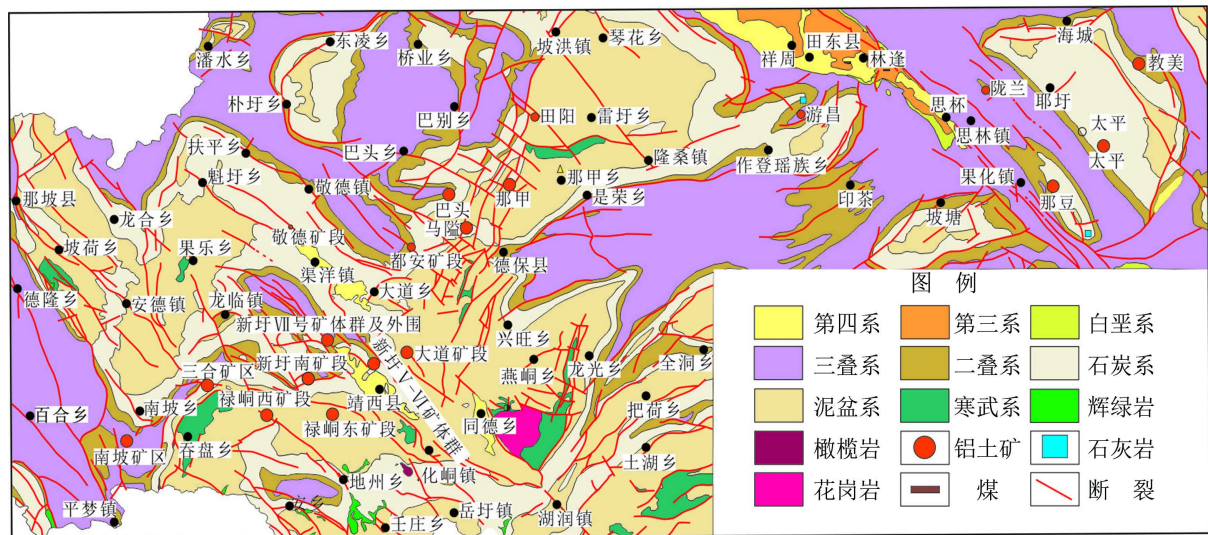 潘水乡
东凌乡
桥业乡
坡洪镇
琴花乡
祥周
田东县
林逢
海城
教美
陇兰
耶圩
朴圩乡
巴别乡
田阳
雷圩乡
游昌
思杯
思林镇
太平
太平
扶平乡
巴头乡
隆桑镇
作登瑶族乡
果化镇
那豆
魁圩乡
敬德镇
那甲乡
那甲
是荣乡
印茶
坡塘
那坡县
龙合乡
巴头
马隘
敬德矿段
坡荷乡
果乐乡
渠洋镇
都安矿段
德保县
德隆乡
安德镇
龙临镇
大道乡
新圩Ⅶ号矿体群及外围
新圩Ⅰ-Ⅵ矿体群
兴旺乡
大道矿段
新圩南矿段
三合矿区
燕峒乡
龙光乡
全洞乡
靖西县
禄峒西矿段
百合乡
南坡乡
禄峒东矿段
同德乡
把荷乡
南坡矿区
吞盘乡
化峒镇
土湖乡
地州乡
平梦镇
岳圩镇
湖润镇
壬庄乡
图 例
第四系
第三系
白垩系
三叠系
二叠系
石炭系
泥盆系
寒武系
辉绿岩
橄榄岩
铝土矿
石灰岩
花岗岩
煤
断 裂